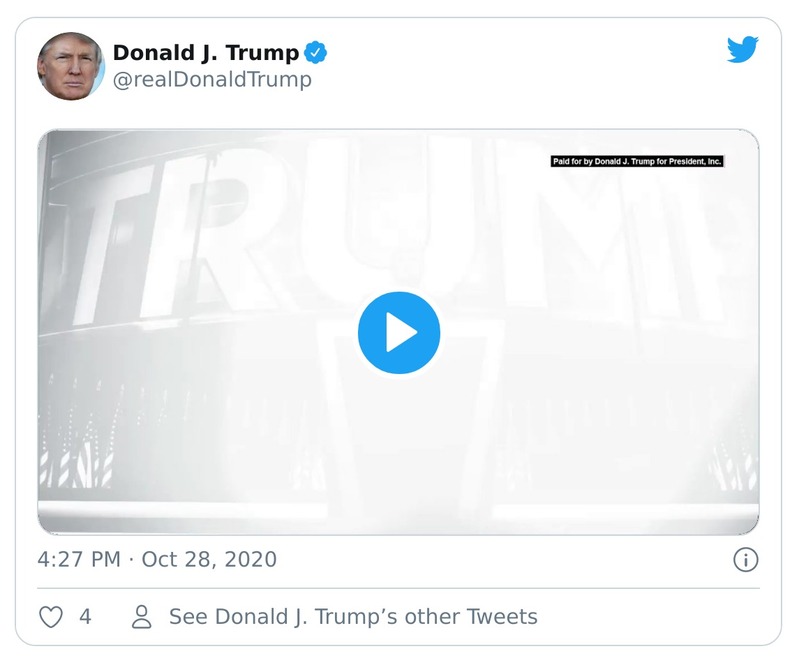 Donald J. Trump
@realDonaldTrump
TRUMP
Paid for by Donald J. Trump for President, Inc.
4:27 PM · Oct 28, 2020
4
See Donald J. Trump’s other Tweets